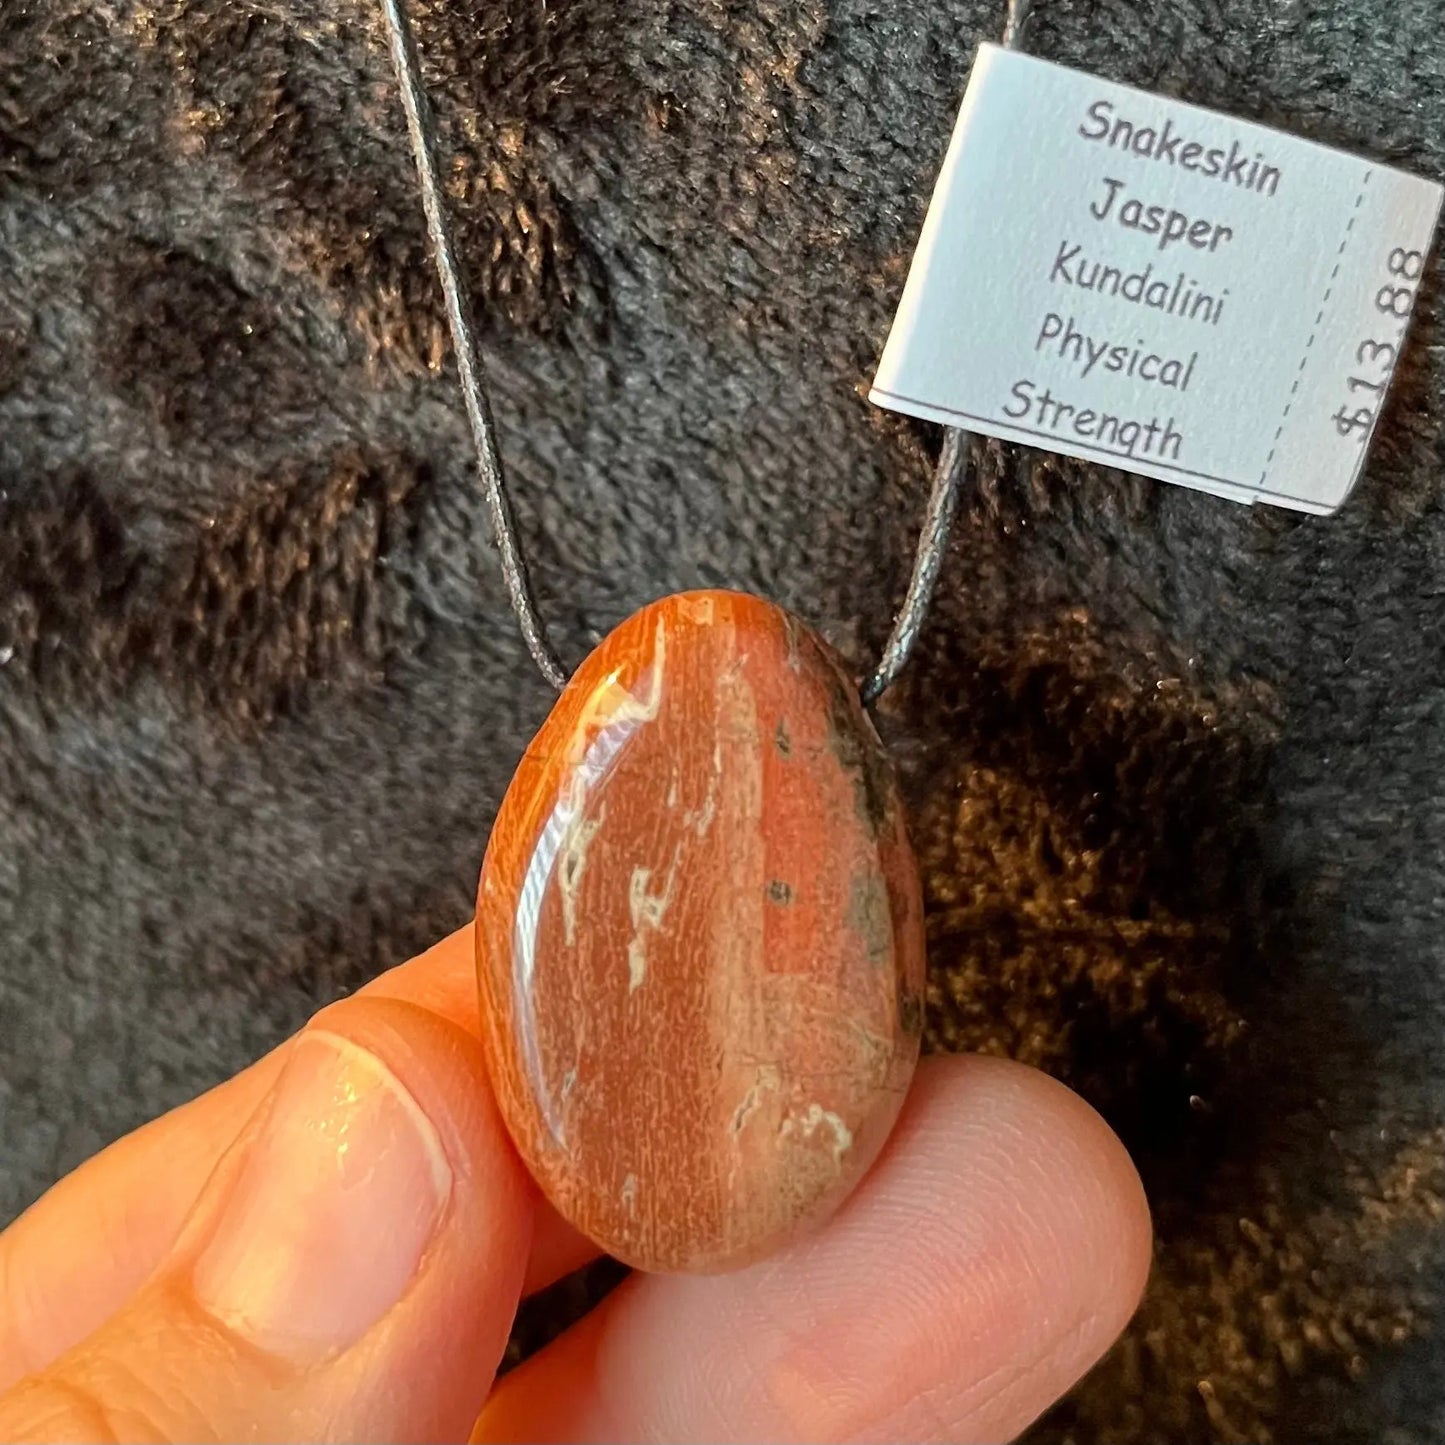 Snakeskin
Jasper
Kundalini
Physical
Strength
$13.88